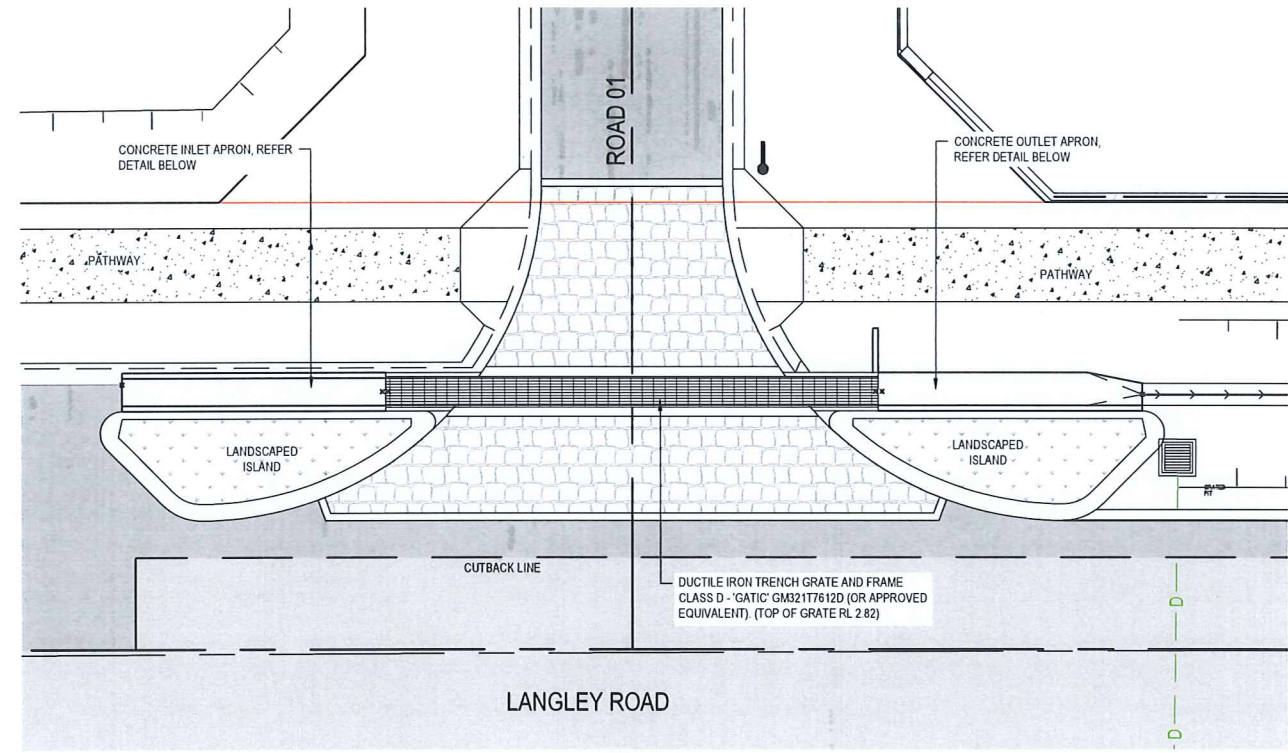 ROAD 01
CONCRETE INLET APRON, REFER
DETAIL BELOW
CONCRETE OUTLET APRON,
REFER DETAIL BELOW
PATHWAY
PATHWAY
LANDSCAPED
ISLAND
LANDSCAPED
ISLAND
PIT
CUTBACK LINE
DUCTILE IRON TRENCH GRATE AND FRAME
CLASS D - 'GATIC' GM321T7612D (OR APPROVED
EQUIVALENT). (TOP OF GRATE RL 2.82)
D
D
LANGLEY ROAD